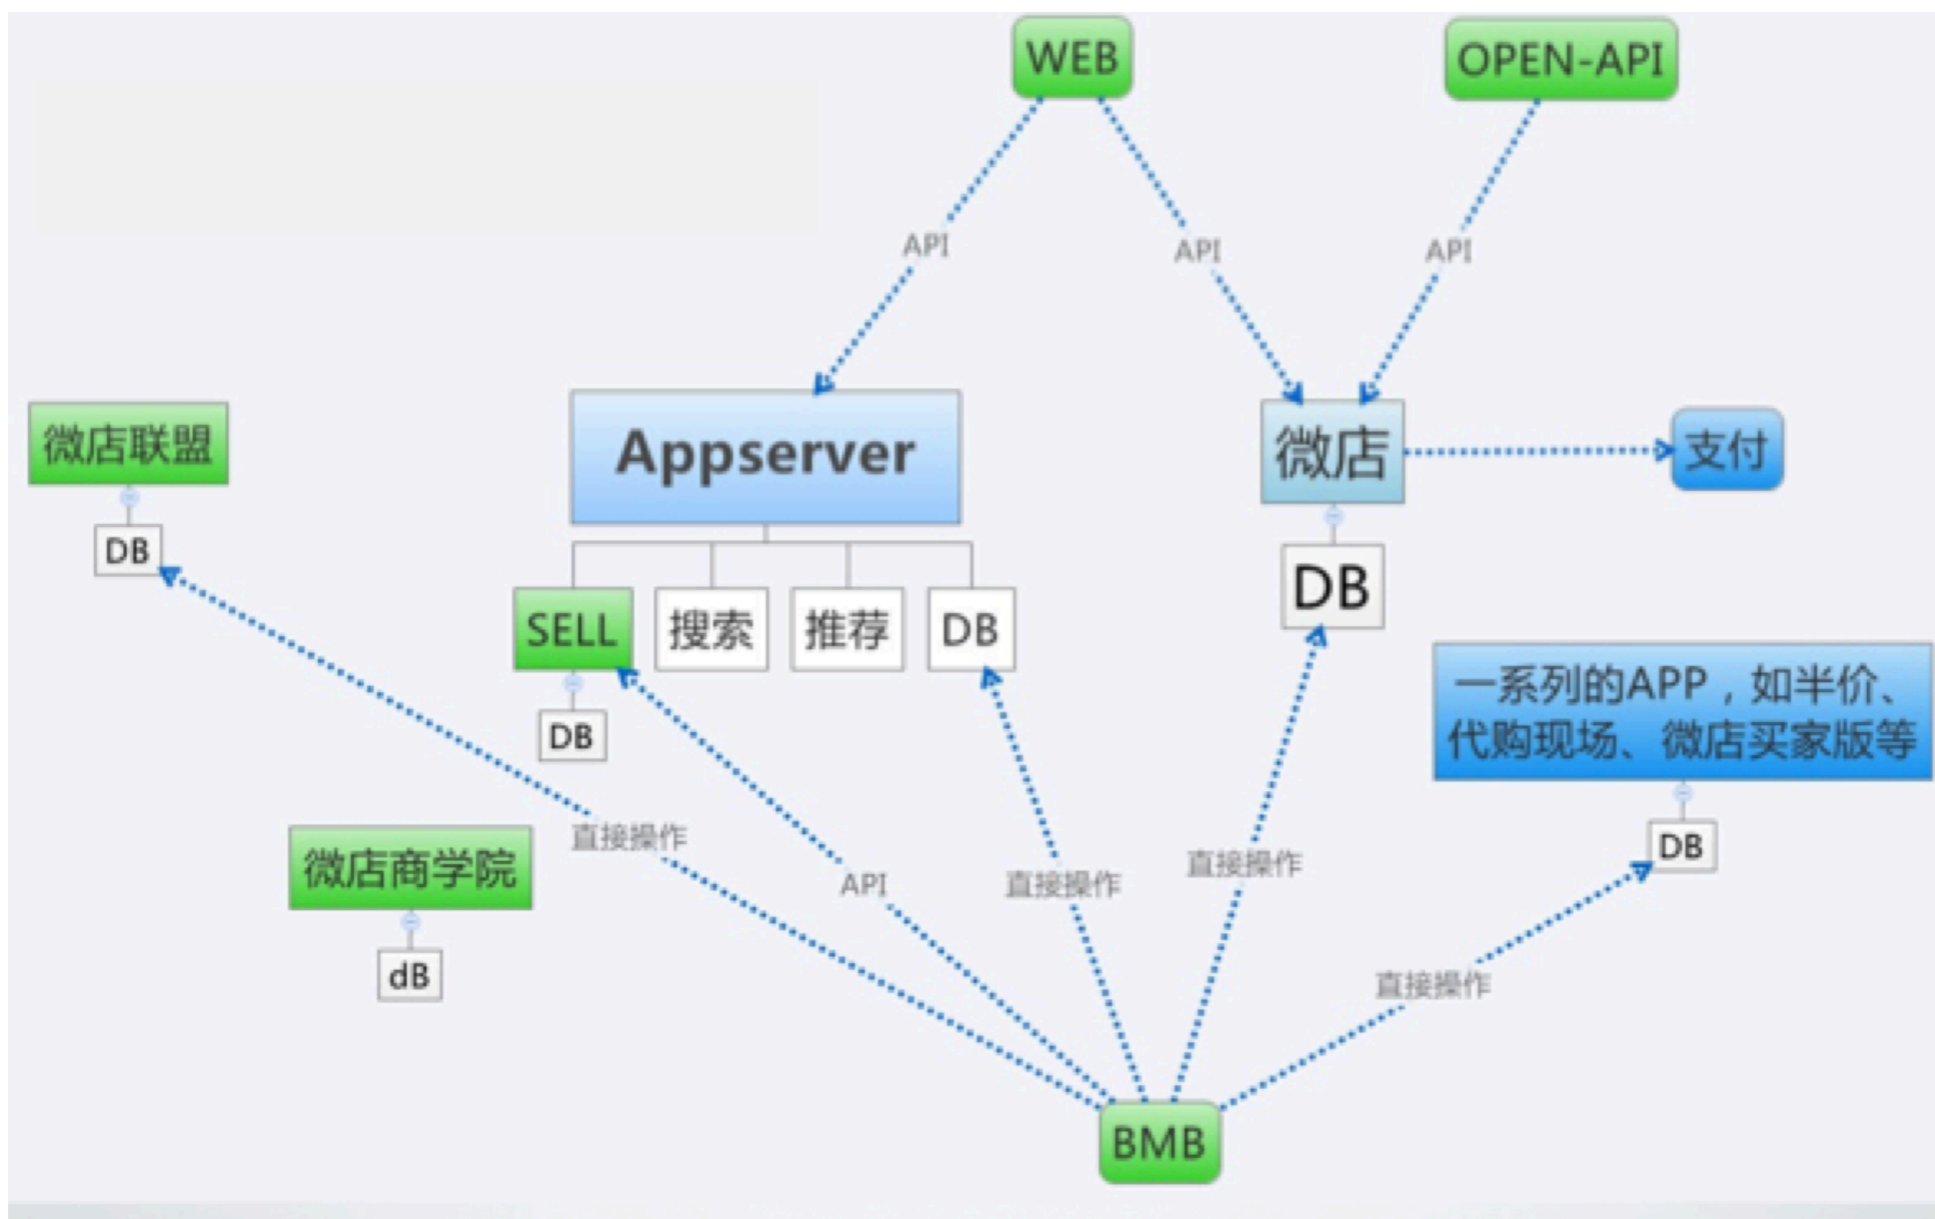 WEB
OPEN-API
API
API
API
微店联盟
DB
Appserver
微店
支付
DB
SELL
搜索
推荐
DB
DB
一系列的APP，如半价、
代购现场、微店买家版等
DB
微店商学院
dB
直接操作
API
直接操作
直接操作
直接操作
BMB